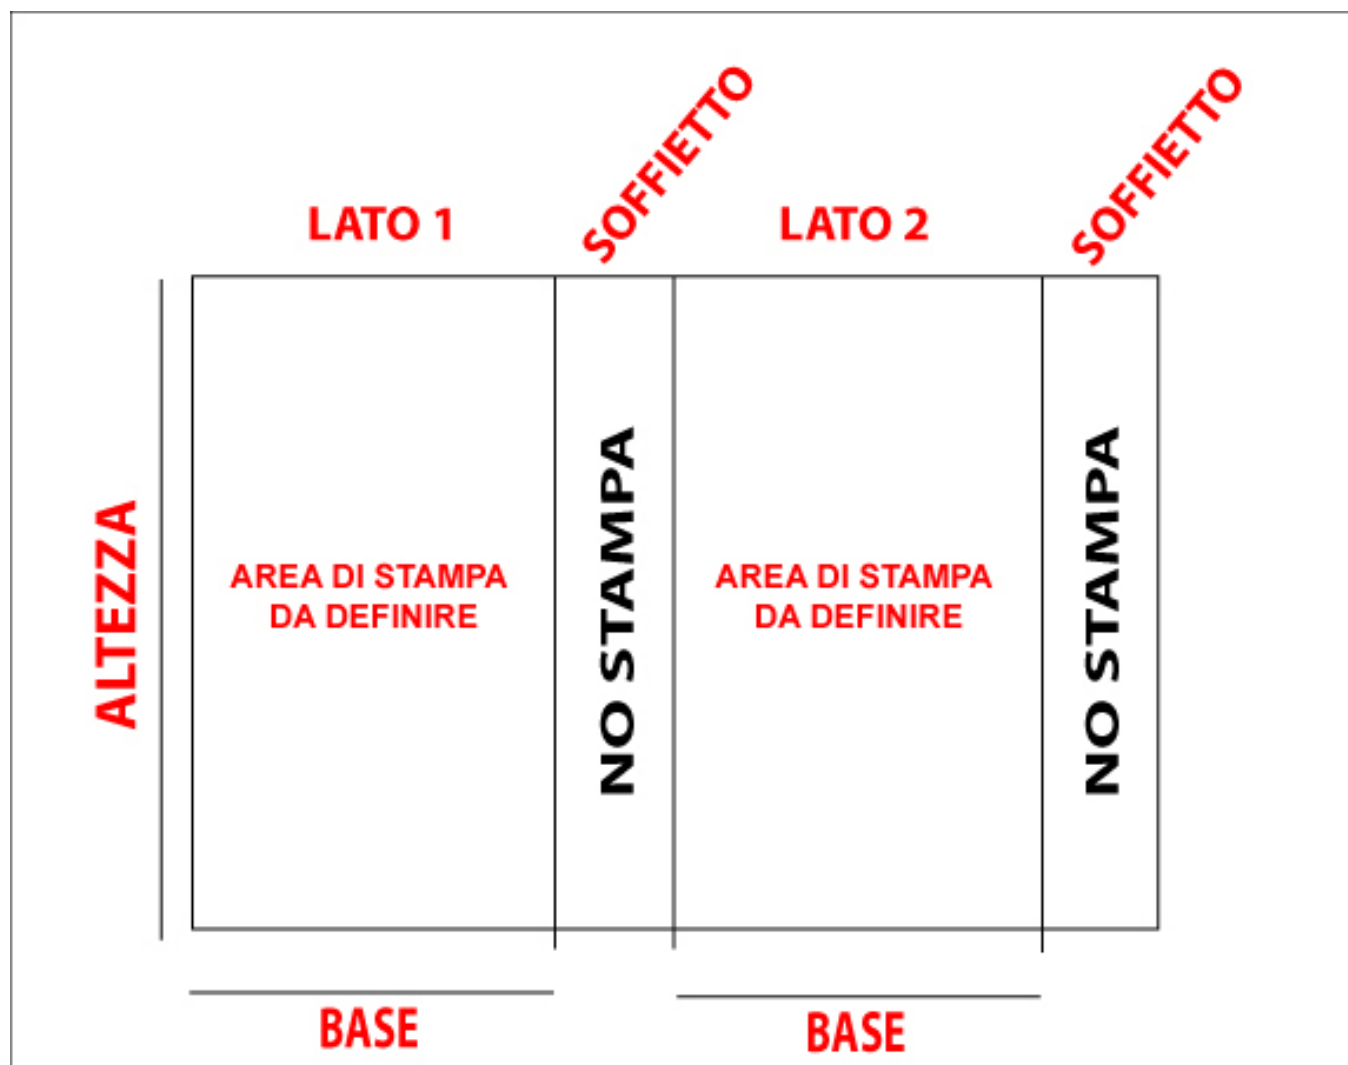 LATO 1
SOFFIETTO
LATO 2
SOFFIETTO
ALTEZZA
AREA DI STAMPA
DA DEFINIRE
NO STAMPA
AREA DI STAMPA
DA DEFINIRE
NO STAMPA
BASE
BASE